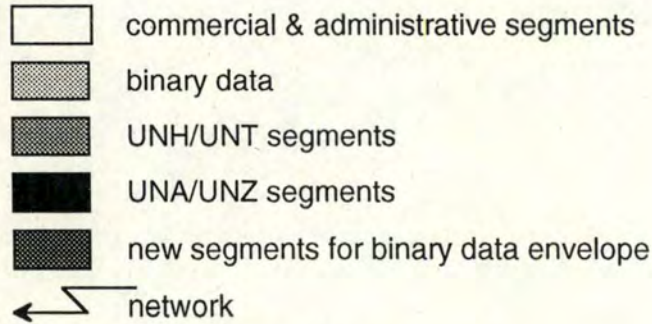 commercial & administrative segments
binary data
UNH/UNT segments
UNA/UNZ segments
new segments for binary data envelope
network